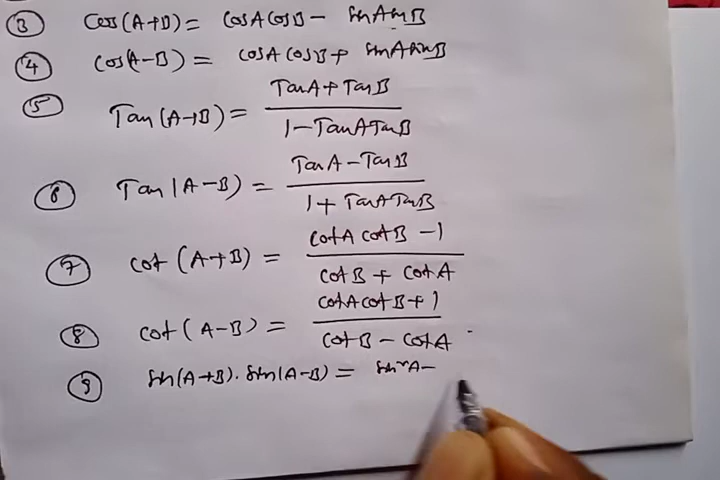 ③ Cos(A+B) = CosA CosB - SinA SinB
④ cos(A-B) = cosA cosB + sinA sinB
⑤ Tan(A+B) = TanA + TanB
1 - TanA TanB
⑥ Tan(A-B) = TanA - TanB
1 + TanA TanB
⑦ cot(A+B) = cotA cotB - 1
cotB + cotA
⑧ cot(A-B) = cotA cotB + 1
cotB - cotA
⑨ sin(A+B). sin(A-B) = sin²A -